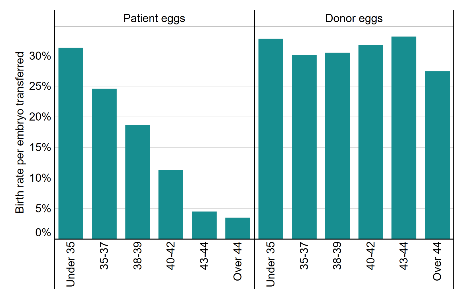 Patient eggs
Donor eggs
Birth rate per embryo transferred
30%
25%
20%
15%
10%
5%
0%
Under 35
35-37
38-39
40-42
43-44
Over 44
Under 35
35-37
38-39
40-42
43-44
Over 44